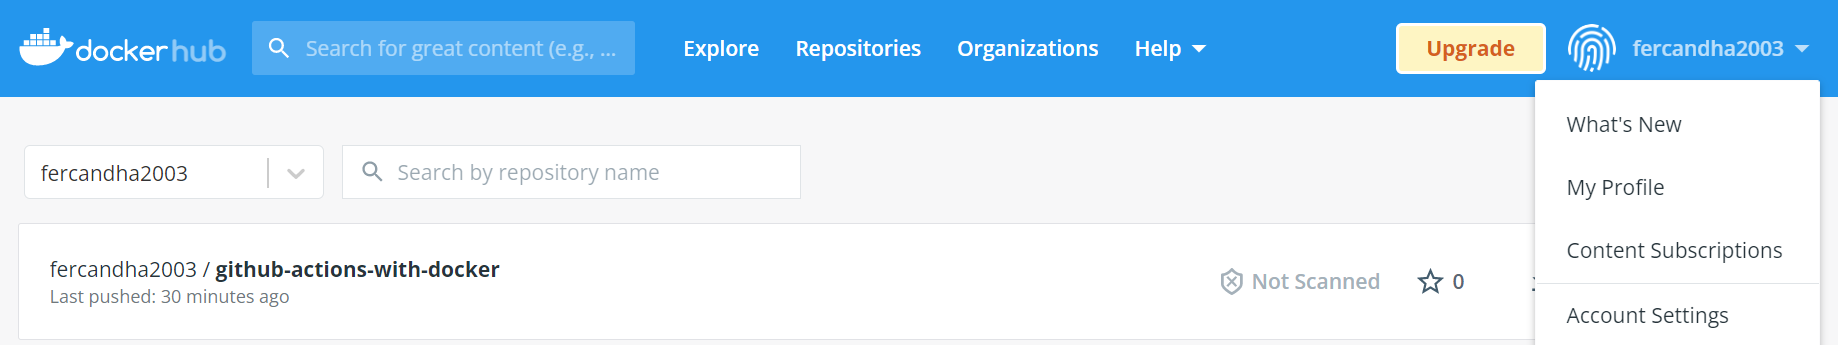 docker hub
Search for great content (e.g., ...
Explore
Repositories
Organizations
Help
Upgrade
fercandha2003
What's New
My Profile
Content Subscriptions
Account Settings
fercandha2003
Search by repository name
fercandha2003 / github-actions-with-docker
Last pushed: 30 minutes ago
Not Scanned
0